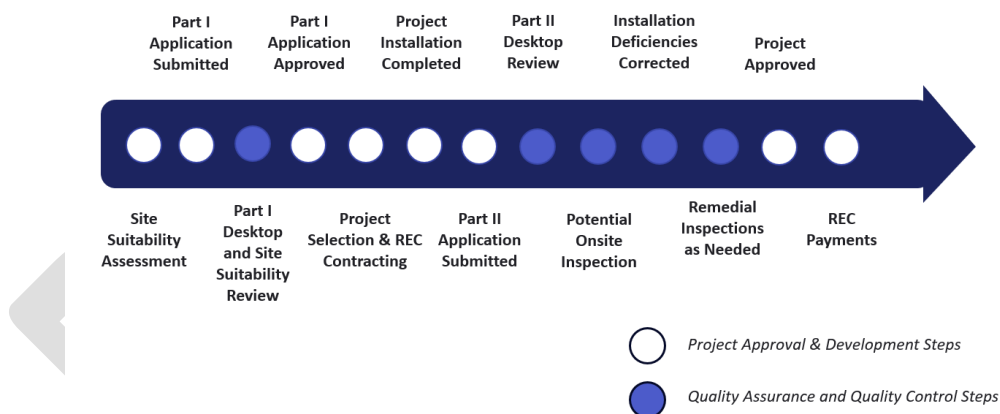 Part I
Application
Submitted
Part I
Application
Approved
Project
Installation
Completed
Part II
Desktop
Review
Installation
Deficiencies
Corrected
Project
Approved
Site
Suitability
Assessment
Part I
Desktop
and Site
Suitability
Review
Project
Selection & REC
Contracting
Part II
Application
Submitted
Potential
Onsite
Inspection
Remedial
Inspections
as Needed
REC
Payments
Project Approval & Development Steps
Quality Assurance and Quality Control Steps